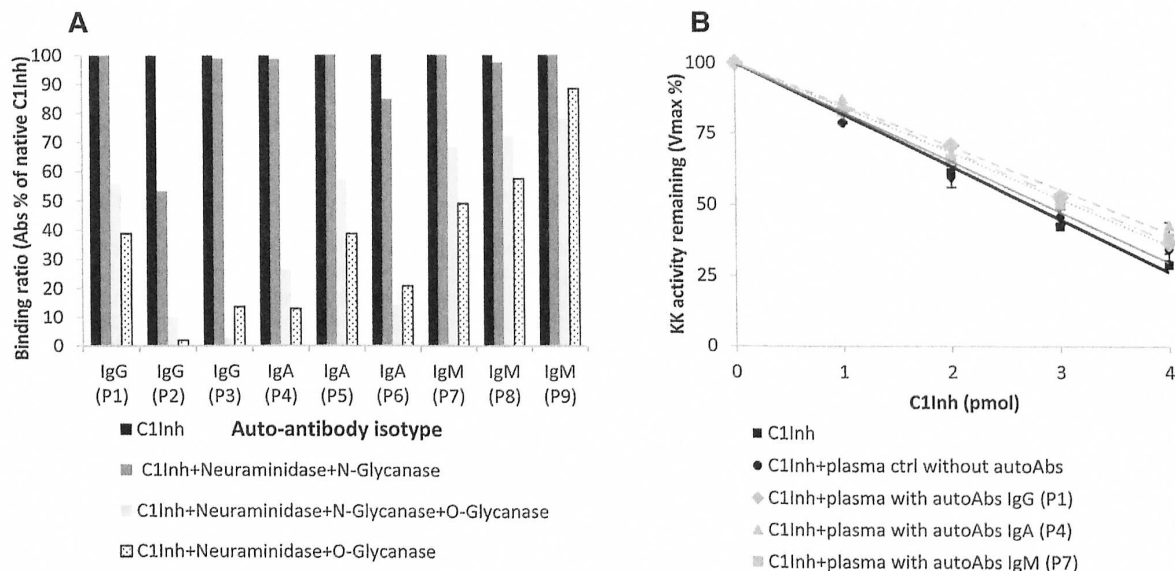 A
Binding ratio (Abs % of native C1Inh)
100
90
80
70
60
50
40
30
20
10
0
IgG IgG IgG IgA IgA IgA IgM IgM IgM
(P1) (P2) (P3) (P4) (P5) (P6) (P7) (P8) (P9)
Auto-antibody isotype
C1Inh
C1Inh+Neuraminidase+N-Glycanase
C1Inh+Neuraminidase+N-Glycanase+O-Glycanase
C1Inh+Neuraminidase+O-Glycanase
B
KK activity remaining (Vmax %)
100
75
50
25
0
0 1 2 3 4
C1Inh (pmol)
C1Inh
C1Inh+plasma ctrl without autoAbs
C1Inh+plasma with autoAbs IgG (P1)
C1Inh+plasma with autoAbs IgA (P4)
C1Inh+plasma with autoAbs IgM (P7)